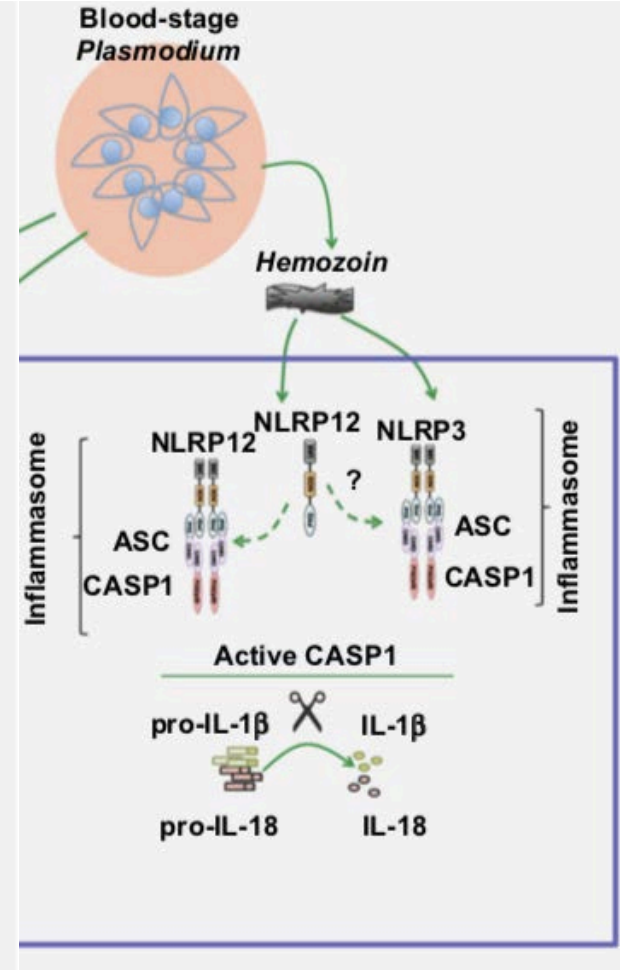 Blood-stage
Plasmodium
Hemozoin
NLRP12
NLRP12
NLRP3
?
Inflammasome
ASC
CASP1
ASC
CASP1
Inflammasome
Active CASP1
pro-IL-1β
IL-1β
pro-IL-18
IL-18